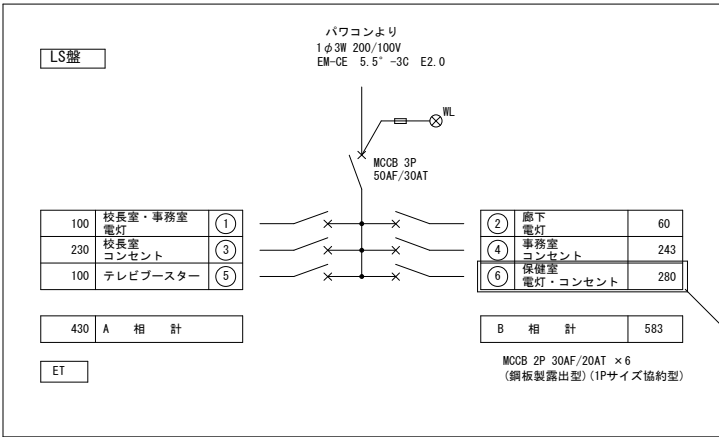 パワコンより
1φ3W 200/100V
EM-CE 5.5°-3C E2.0
LS盤
WL
MCCB 3P
50AF/30AT
100 校長室・事務室 電灯 ①
② 廊下 電灯 60
230 校長室 コンセント ③
④ 事務室 コンセント 243
100 テレビブースター ⑤
⑥ 保健室 電灯・コンセント 280
430 A 相 計
B 相 計 583
ET
MCCB 2P 30AF/20AT ×6
(鋼板製露出型)(1Pサイズ協約型)